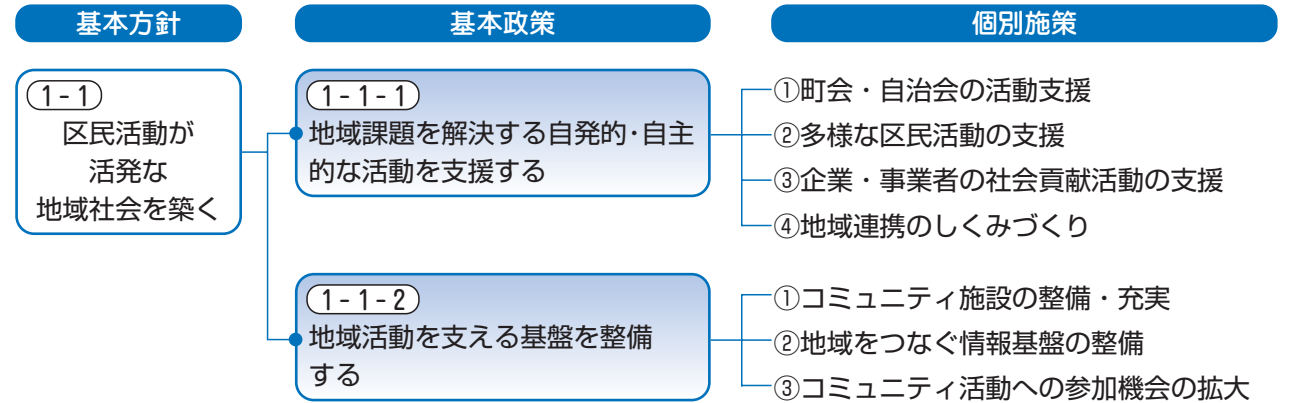 基本方針
基本政策
個別施策
1-1
区民活動が
活発な
地域社会を築く
1-1-1
地域課題を解決する自発的・自主
的な活動を支援する
①町会・自治会の活動支援
②多様な区民活動の支援
③企業・事業者の社会貢献活動の支援
④地域連携のしくみづくり
1-1-2
地域活動を支える基盤を整備
する
①コミュニティ施設の整備・充実
②地域をつなぐ情報基盤の整備
③コミュニティ活動への参加機会の拡大